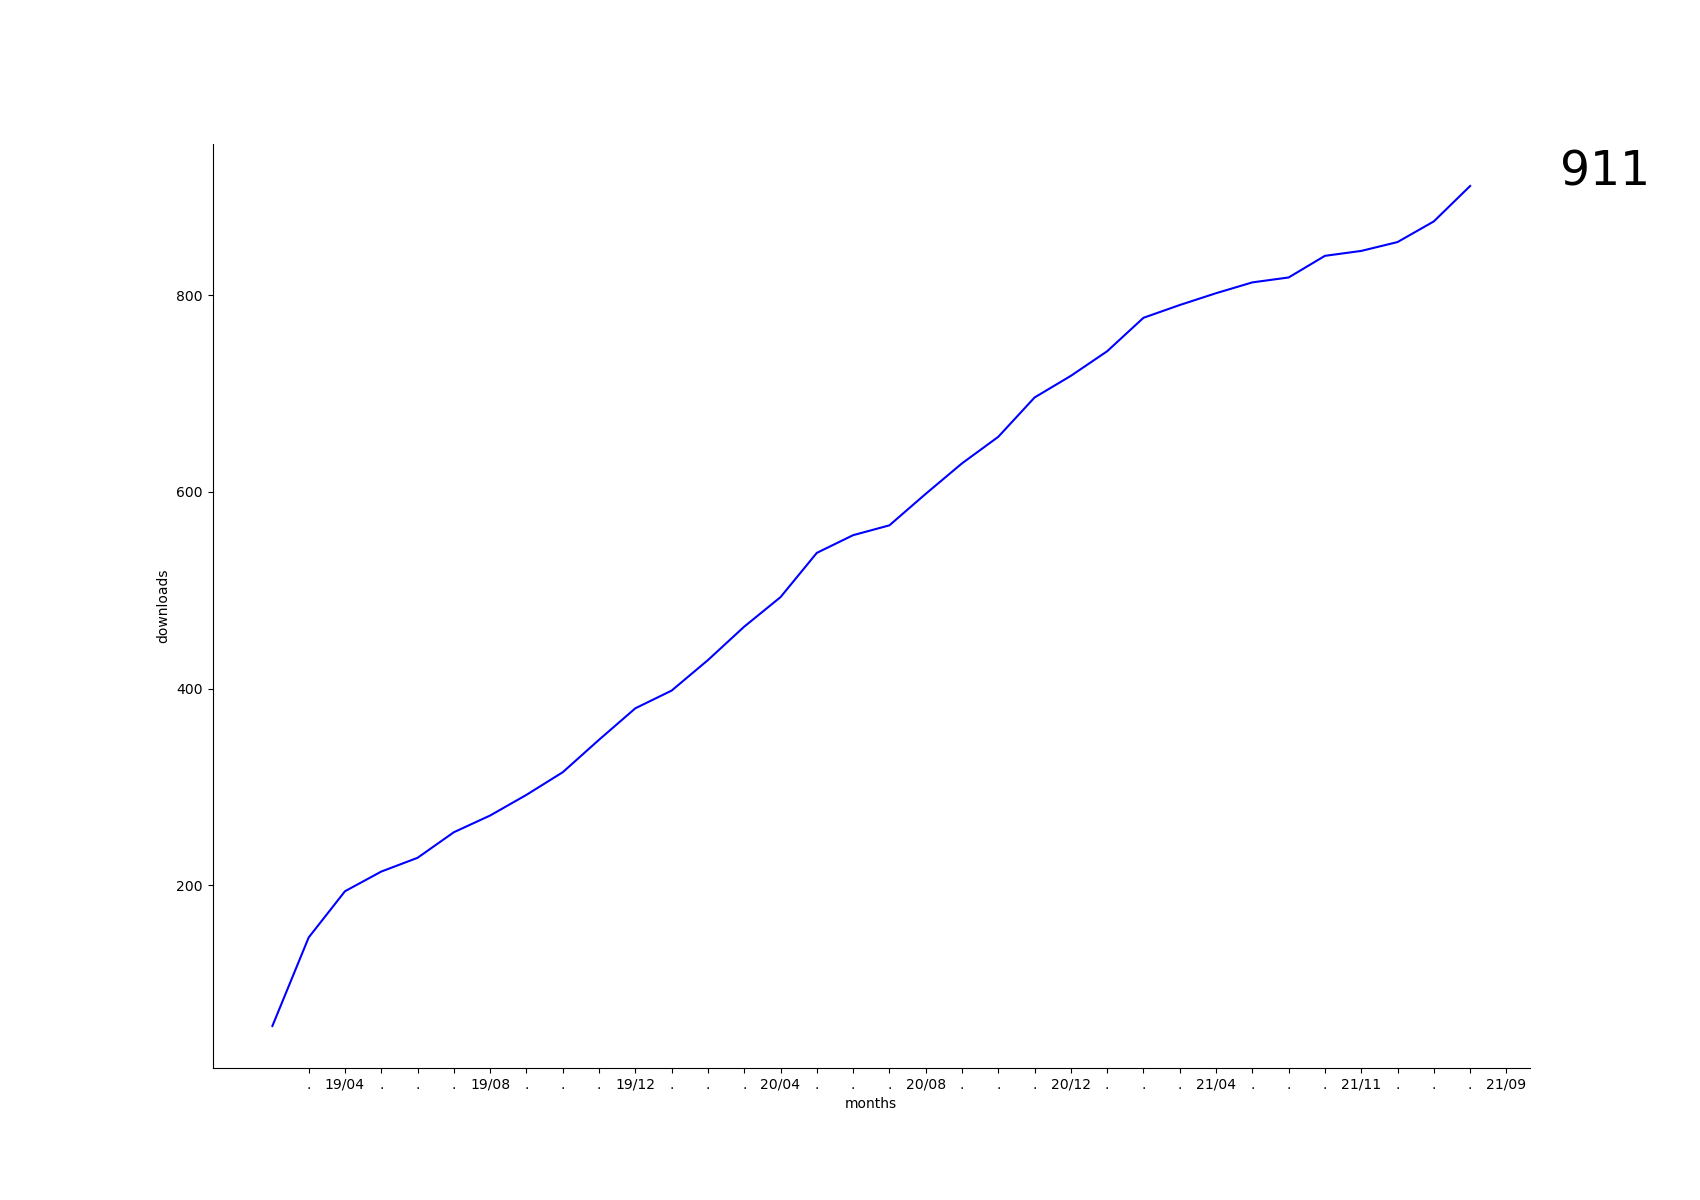 911
800
600
400
200
downloads
. 19/04 . . . 19/08 . . . 19/12 . . . 20/04 . . . 20/08 . . . 20/12 . . . 21/04 . . . 21/11 . . . 21/09
months